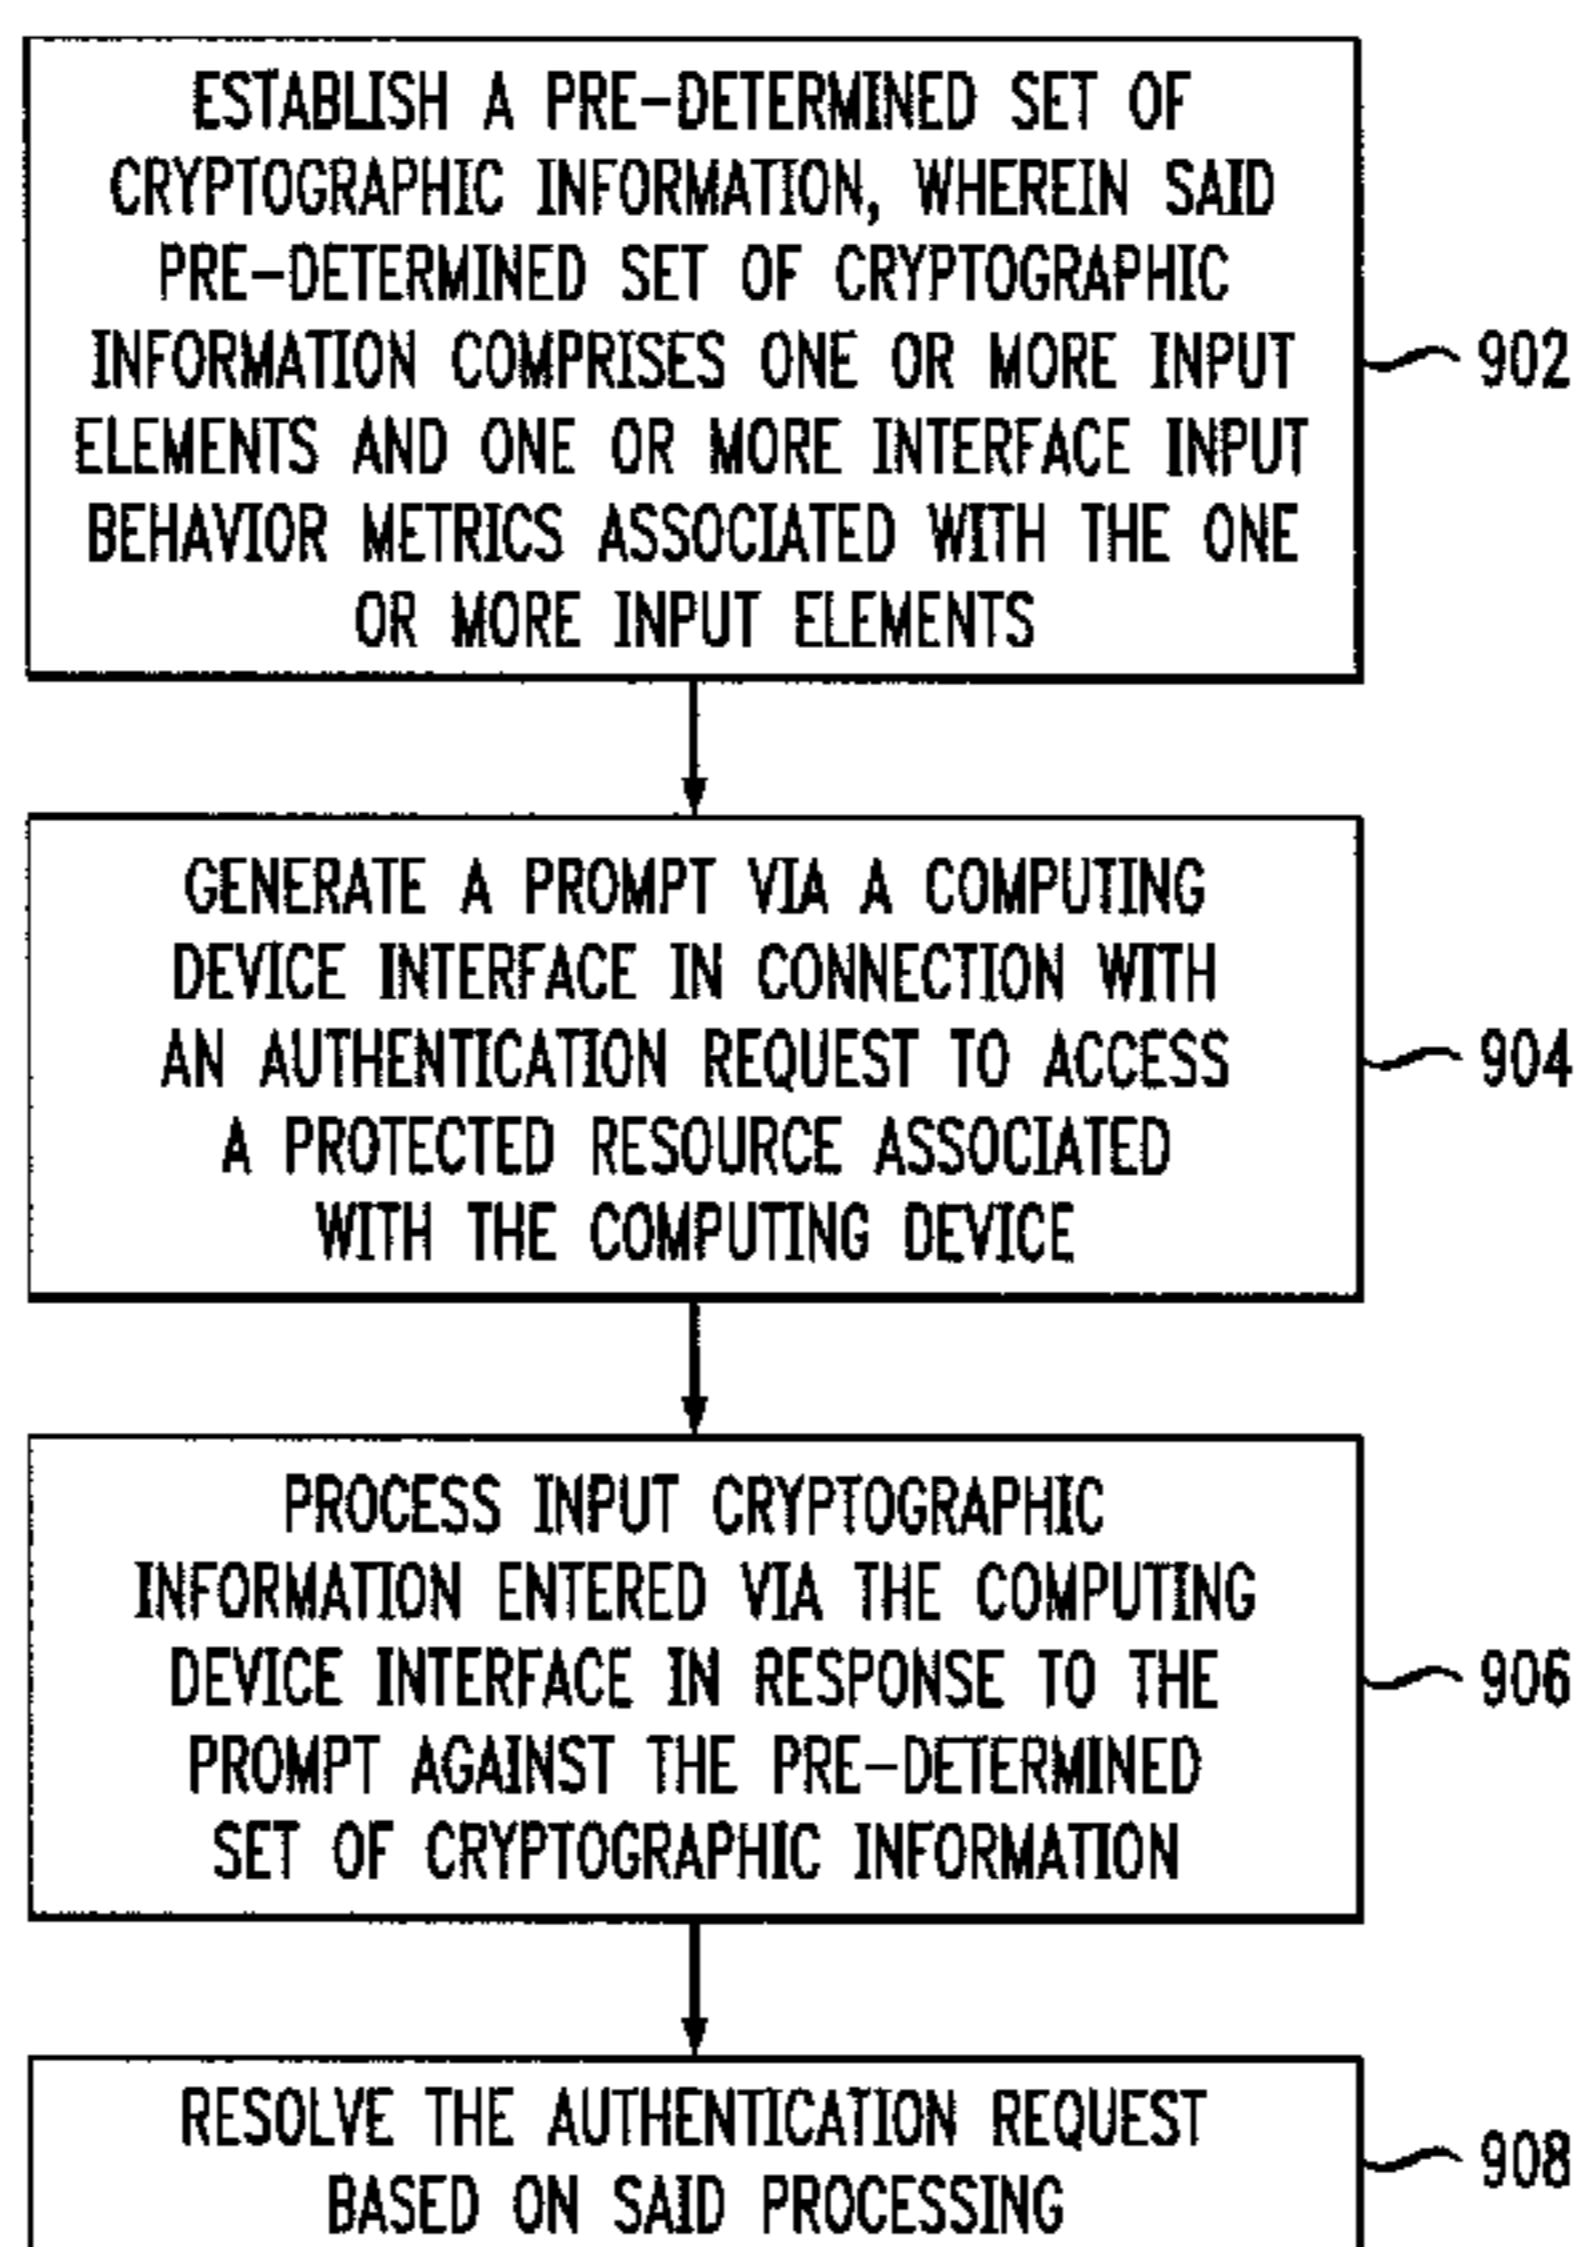 ESTABLISH A PRE-DETERMINED SET OF
CRYPTOGRAPHIC INFORMATION, WHEREIN SAID
PRE-DETERMINED SET OF CRYPTOGRAPHIC
INFORMATION COMPRISES ONE OR MORE INPUT
ELEMENTS AND ONE OR MORE INTERFACE INPUT
BEHAVIOR METRICS ASSOCIATED WITH THE ONE
OR MORE INPUT ELEMENTS
902
GENERATE A PROMPT VIA A COMPUTING
DEVICE INTERFACE IN CONNECTION WITH
AN AUTHENTICATION REQUEST TO ACCESS
A PROTECTED RESOURCE ASSOCIATED
WITH THE COMPUTING DEVICE
904
PROCESS INPUT CRYPTOGRAPHIC
INFORMATION ENTERED VIA THE COMPUTING
DEVICE INTERFACE IN RESPONSE TO THE
PROMPT AGAINST THE PRE-DETERMINED
SET OF CRYPTOGRAPHIC INFORMATION
906
RESOLVE THE AUTHENTICATION REQUEST
BASED ON SAID PROCESSING
908